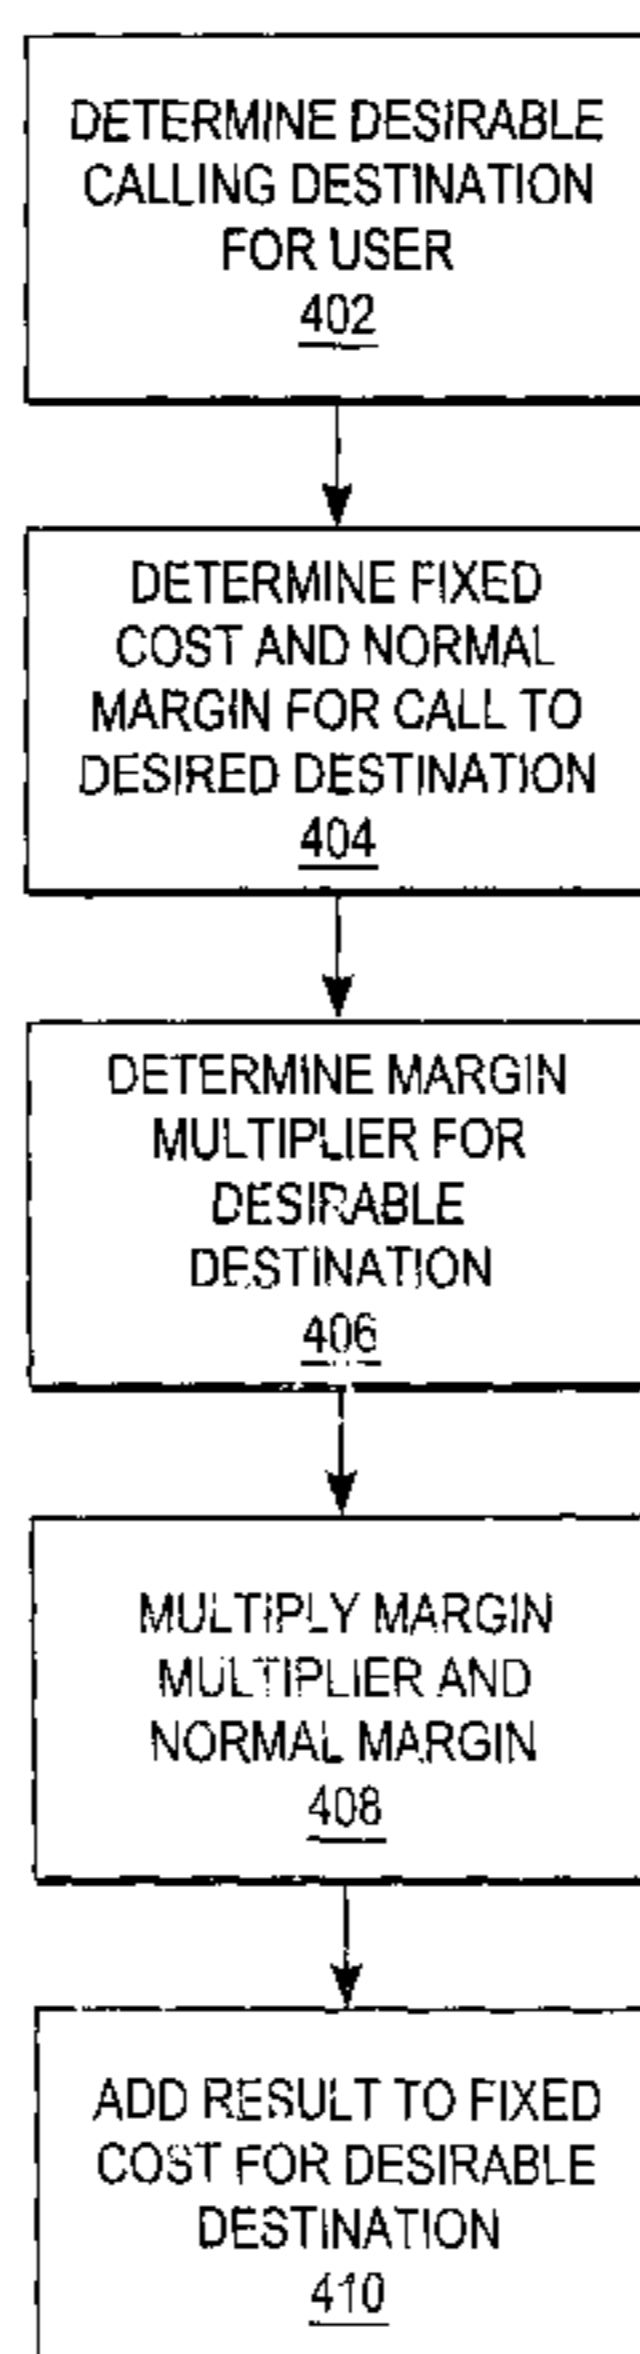 DETERMINE DESIRABLE
CALLING DESTINATION
FOR USER
402
DETERMINE FIXED
COST AND NORMAL
MARGIN FOR CALL TO
DESIRED DESTINATION
404
DETERMINE MARGIN
MULTIPLIER FOR
DESIRABLE
DESTINATION
406
MULTIPLY MARGIN
MULTIPLIER AND
NORMAL MARGIN
408
ADD RESULT TO FIXED
COST FOR DESIRABLE
DESTINATION
410